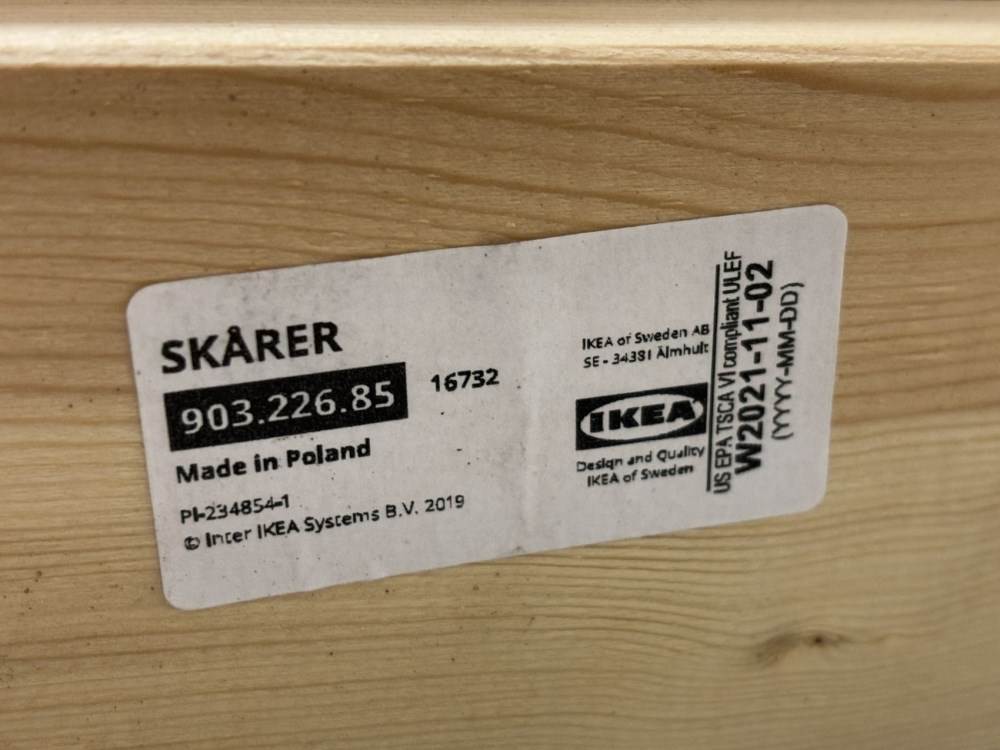 SKÅRER
903.226.85
16732
Made in Poland
PI-234854-1
© Inter IKEA Systems B.V. 2019
IKEA of Sweden AB
SE - 34381 Älmhult
IKEA
Design and Quality
IKEA of Sweden
US EPA TSCA VI compliant ULEF
W2021-11-02
(YYYY-MM-DD)